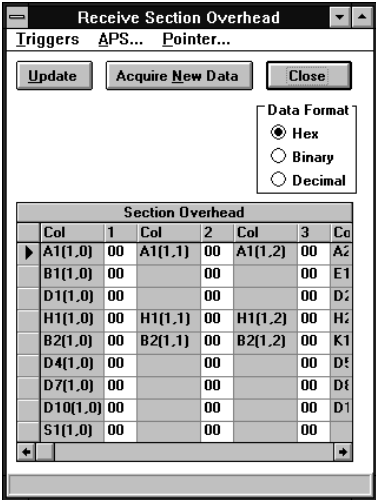 Receive Section Overhead
Triggers APS... Pointer...
Update Acquire New Data Close
Data Format
Hex
Binary
Decimal
Section Overhead
Col 1 Col 2 Col 3
A1(1,0) 00 A1(1,1) 00 A1(1,2) 00
B1(1,0) 00 00 00 E1
D1(1,0) 00 00 00
H1(1,0) 00 H1(1,1) 00 H1(1,2) 00
B2(1,0) 00 B2(1,1) 00 B2(1,2) 00 K1
D4(1,0) 00 00 00
D7(1,0) 00 00 00
D10(1,0) 00 00 00
S1(1,0) 00 00 00